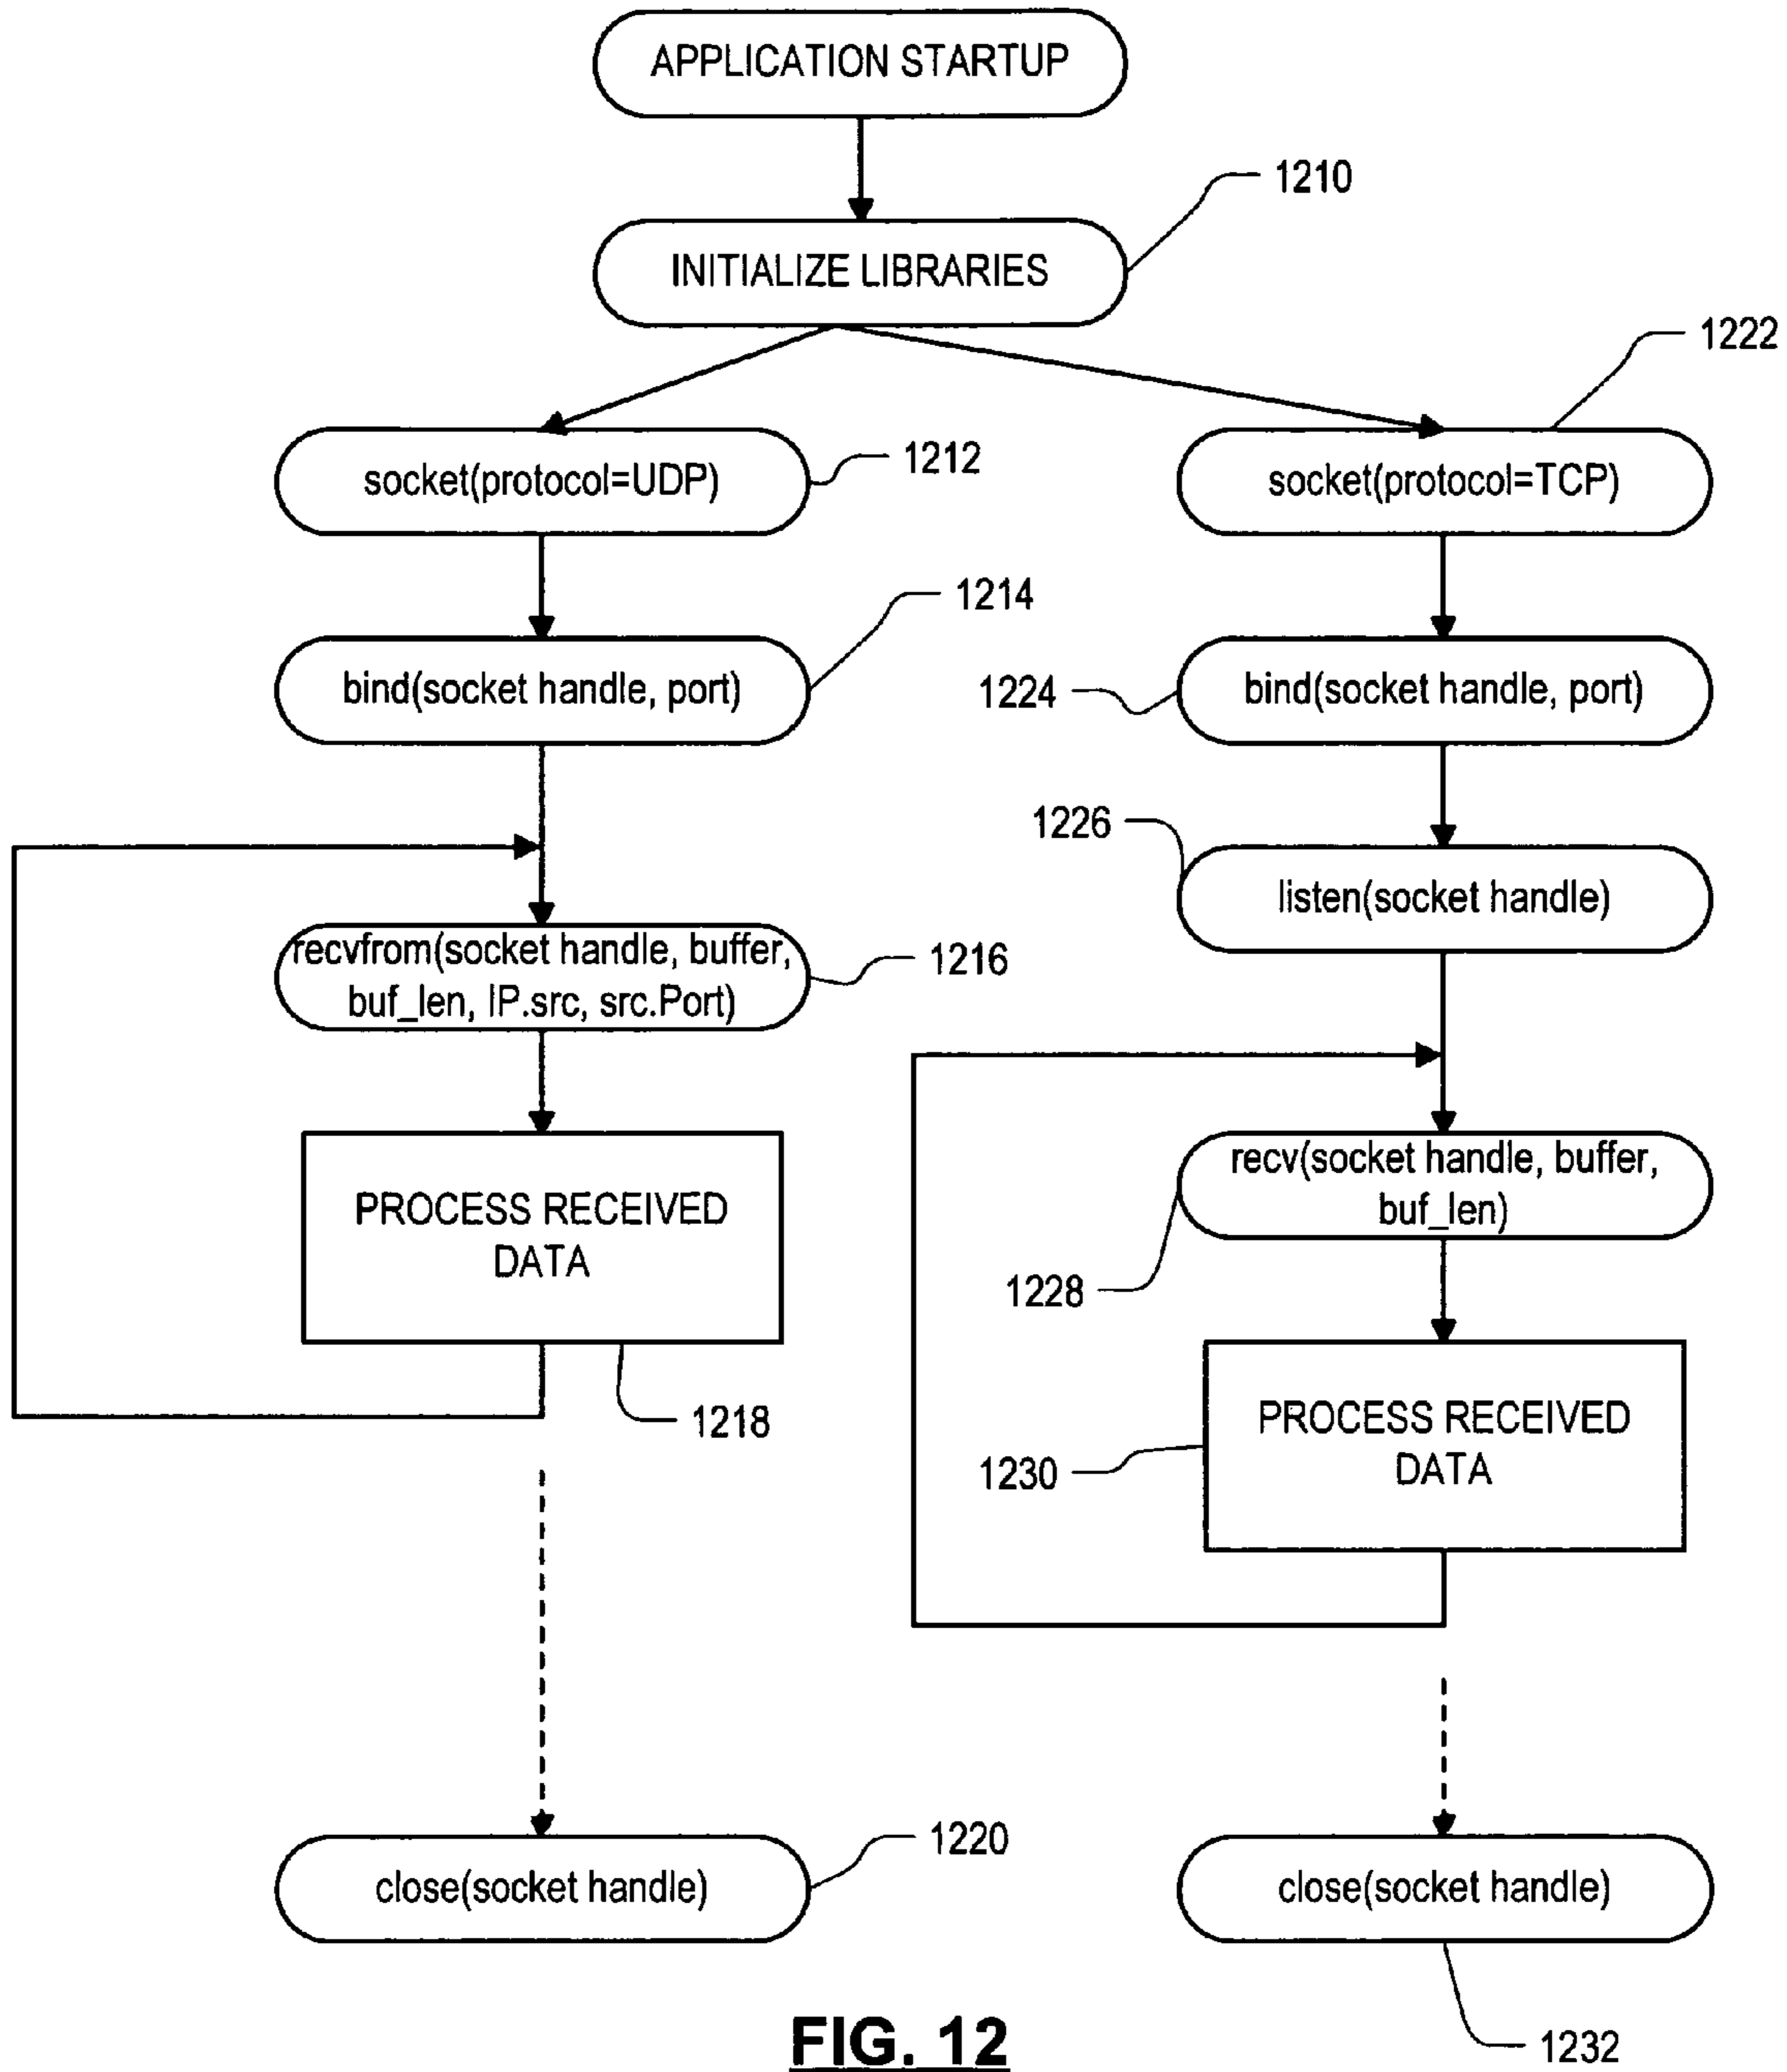 APPLICATION STARTUP
1210
INITIALIZE LIBRARIES
1222
1212
socket(protocol=UDP)
socket(protocol=TCP)
1214
bind(socket handle, port)
1224
bind(socket handle, port)
1226
listen(socket handle)
recvfrom(socket handle, buffer,
buf_len, IP.src, src.Port)
1216
recv(socket handle, buffer,
buf_len)
PROCESS RECEIVED
DATA
1228
1218
PROCESS RECEIVED
DATA
1230
1220
close(socket handle)
close(socket handle)
1232
FIG. 12